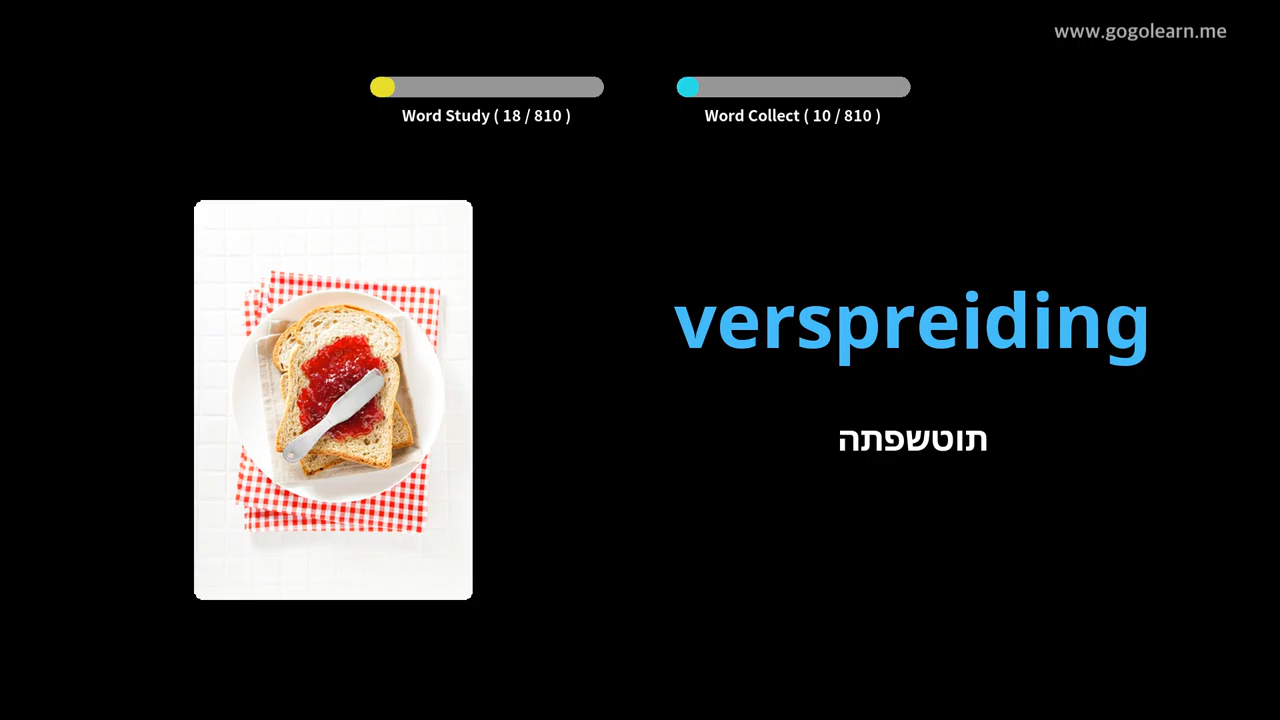 www.gogolearn.me
Word Study ( 18 / 810 )
Word Collect ( 10 / 810 )
verspreiding
תוטשפתה